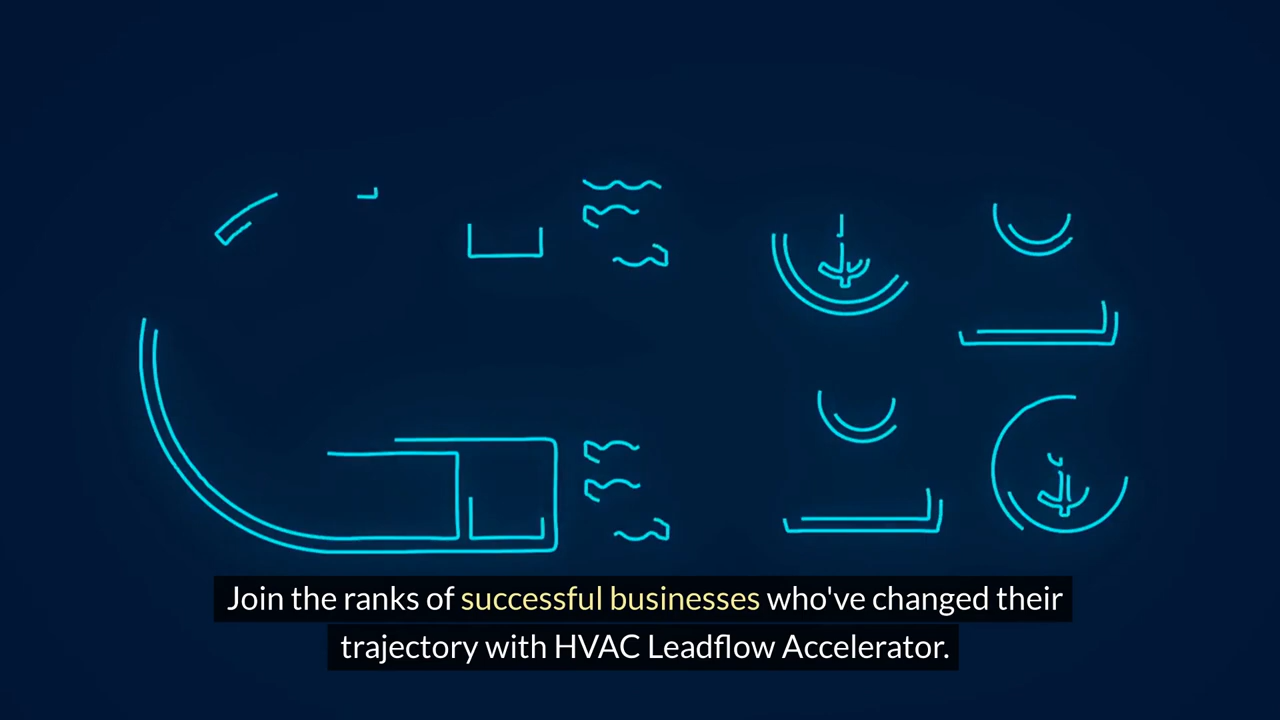 Join the ranks of successful businesses who've changed their
trajectory with HVAC Leadflow Accelerator.